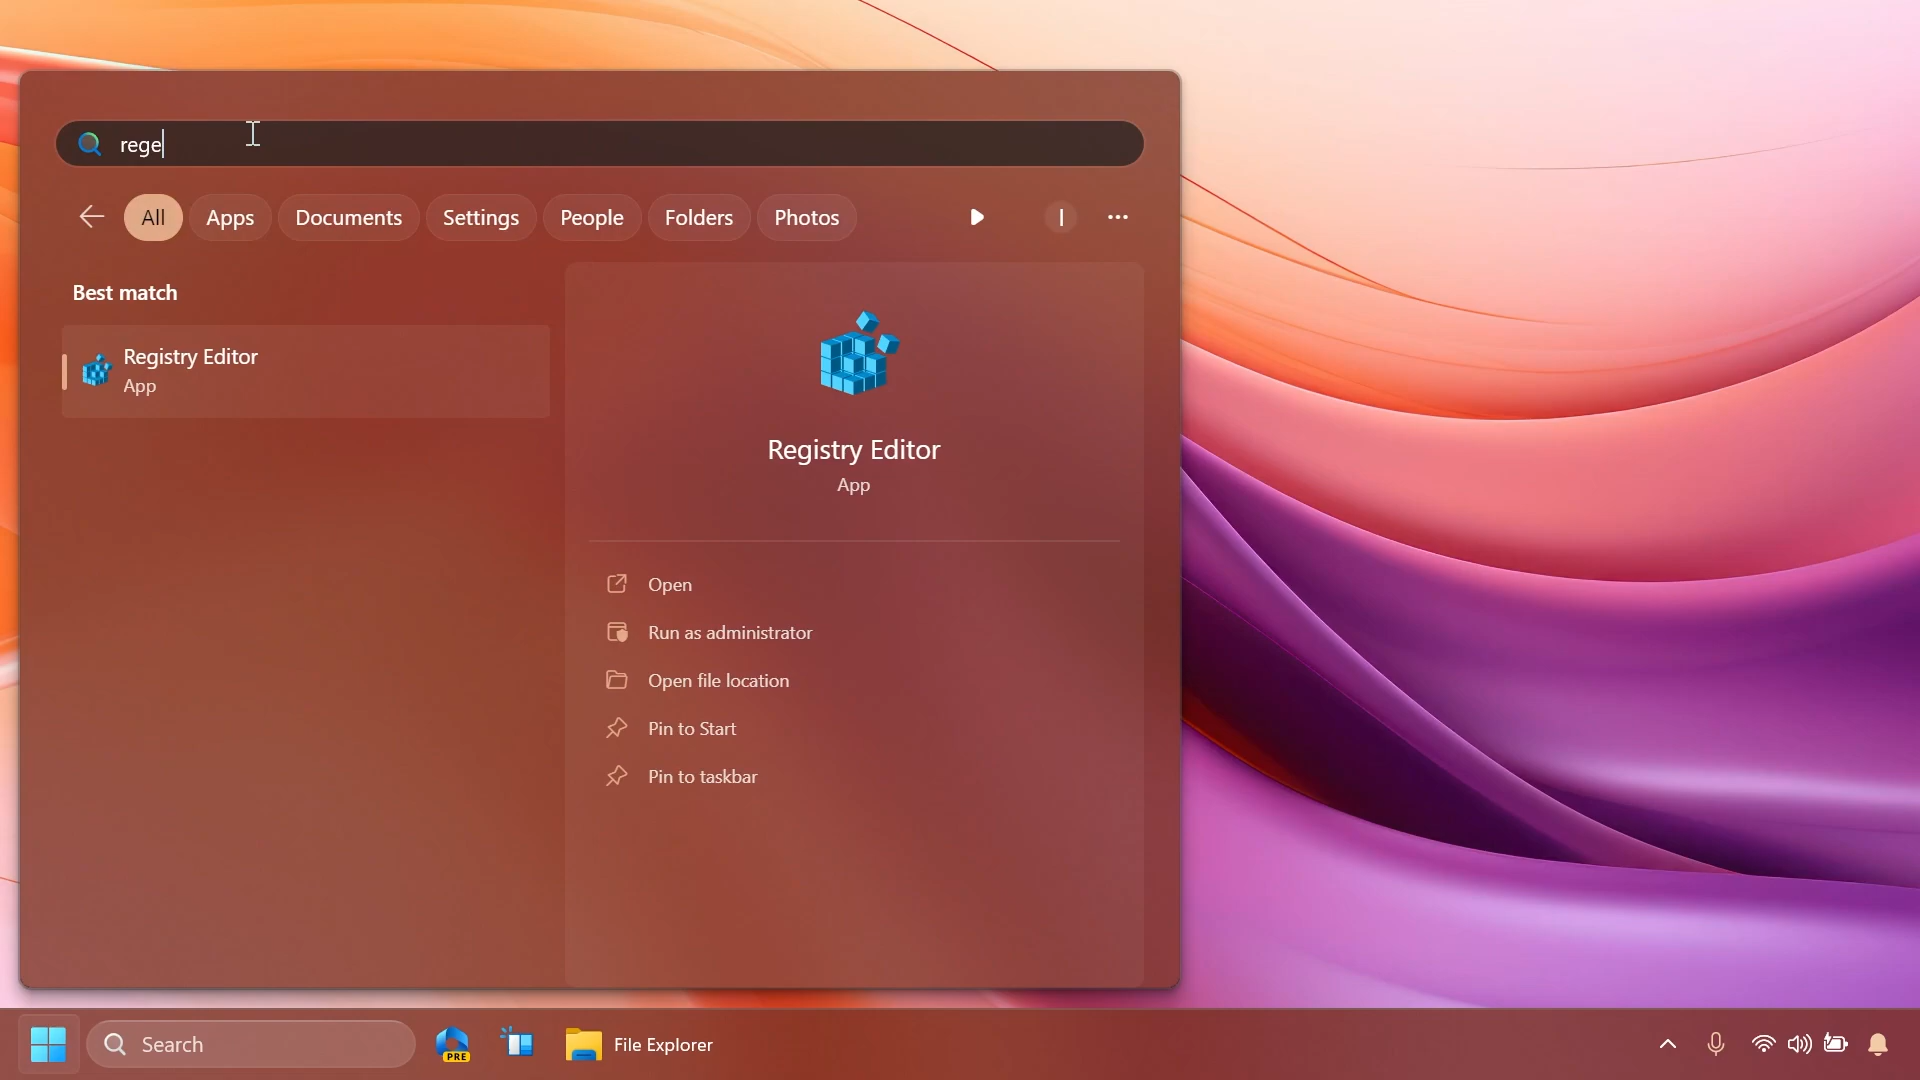 rege
All Apps Documents Settings People Folders Photos I ...
Best match
Registry Editor
App
Registry Editor
App
Open
Run as administrator
Open file location
Pin to Start
Pin to taskbar
Search PRE File Explorer